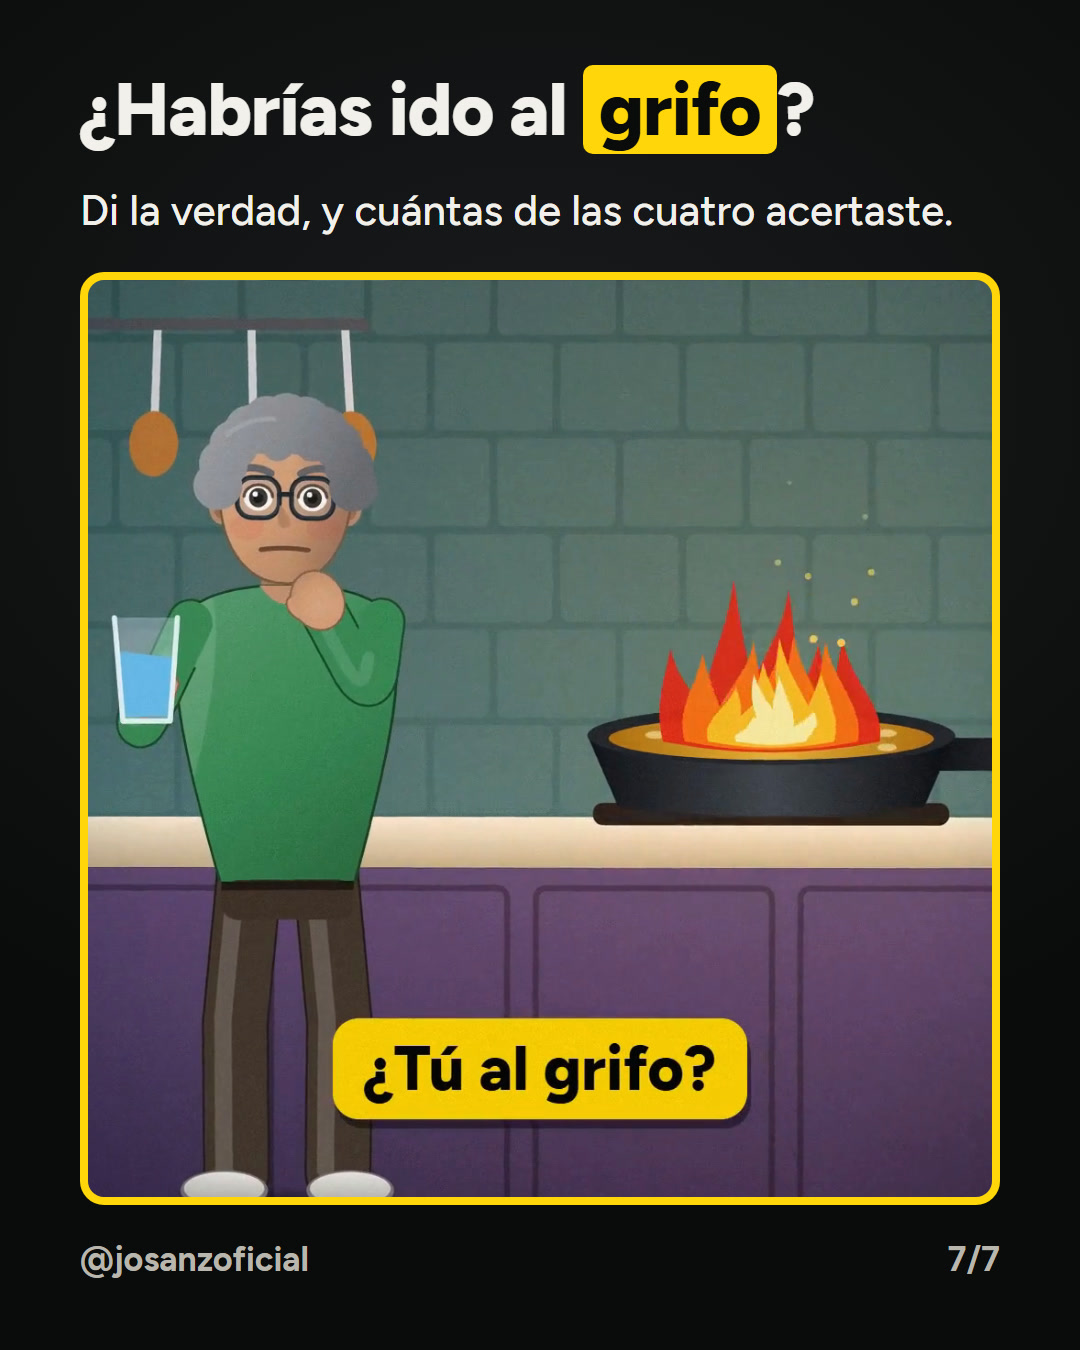 ¿Habrías ido al grifo?
Di la verdad, y cuántas de las cuatro acertaste.
¿Tú al grifo?
@josanzoficial
7/7